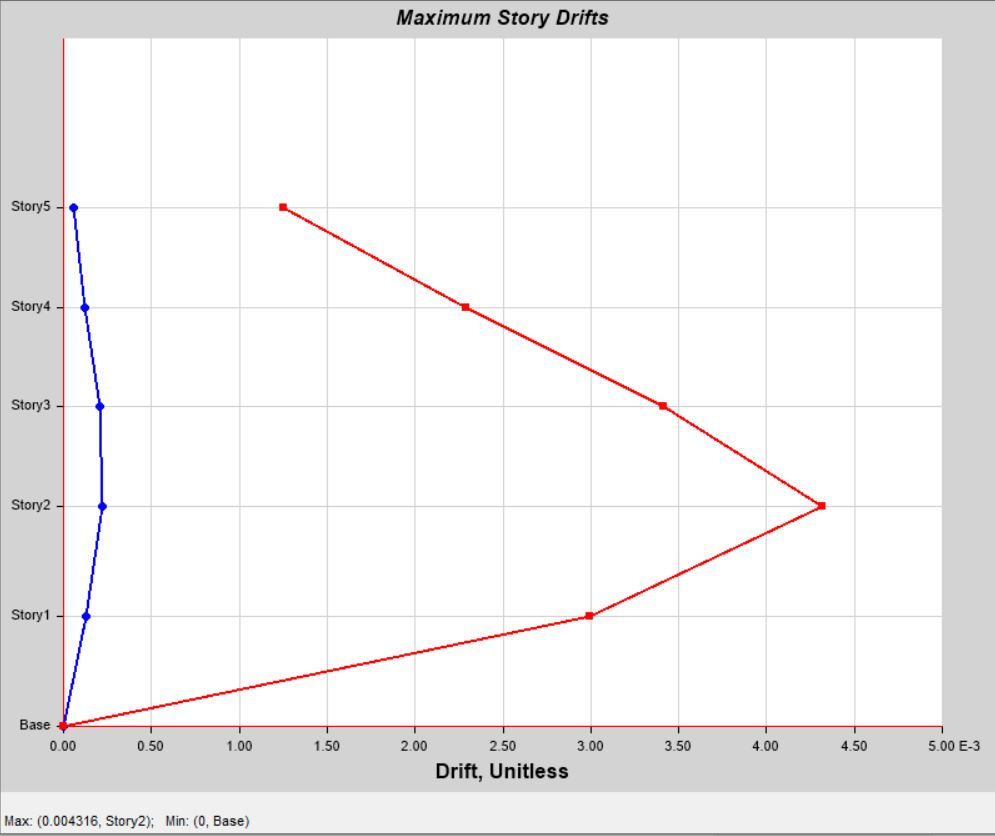 Maximum Story Drifts
Story5
Story4
Story3
Story2
Story1
Base
0.00 0.50 1.00 1.50 2.00 2.50 3.00 3.50 4.00 4.50 5.00 E-3
Drift, Unitless
Max: (0.004316, Story2); Min: (0, Base)